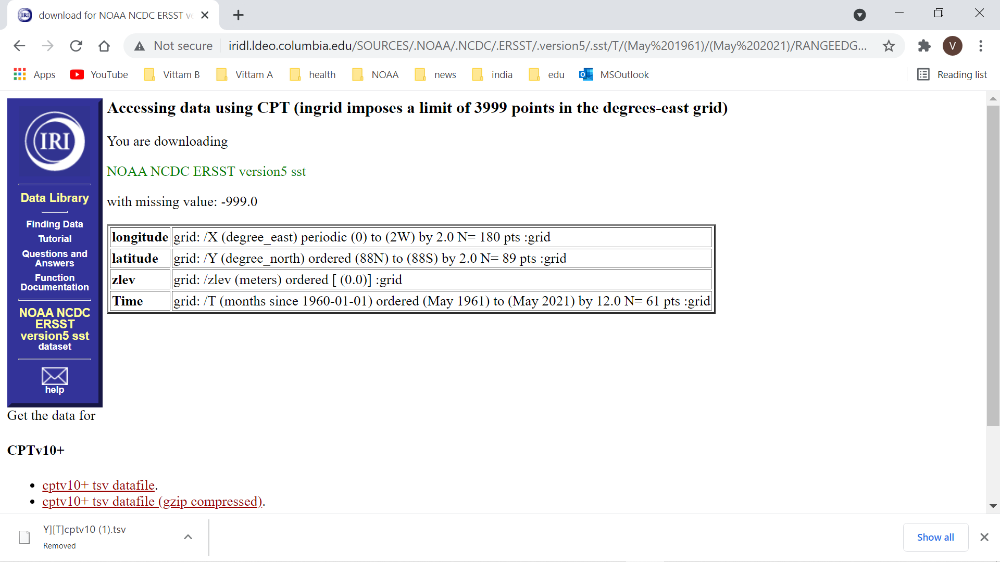 download for NOAA NCDC ERSST ve
Not secure
iridl.ldeo.columbia.edu/SOURCES/.NOAA/.NCDC/.ERSST/.version5/.sst/T/(May%201961)/(May%202021)/RANGEEDG...
V
Apps YouTube Vittam B Vittam A health NOAA news india edu MSOutlook Reading list
IRI
Data Library
Finding Data
Tutorial
Questions and
Answers
Function
Documentation
NOAA NCDC
ERSST
version5 sst
dataset
help
Accessing data using CPT (ingrid imposes a limit of 3999 points in the degrees-east grid)
You are downloading
NOAA NCDC ERSST version5 sst
with missing value: -999.0
longitude grid: /X (degree_east) periodic (0) to (2W) by 2.0 N= 180 pts :grid
latitude grid: /Y (degree_north) ordered (88N) to (88S) by 2.0 N= 89 pts :grid
zlev grid: /zlev (meters) ordered [ (0.0)] :grid
Time grid: /T (months since 1960-01-01) ordered (May 1961) to (May 2021) by 12.0 N= 61 pts :grid
Get the data for
CPTv10+
• cptv10+ tsv datafile.
• cptv10+ tsv datafile (gzip compressed).
Y][T]cptv10 (1).tsv
Removed
Show all